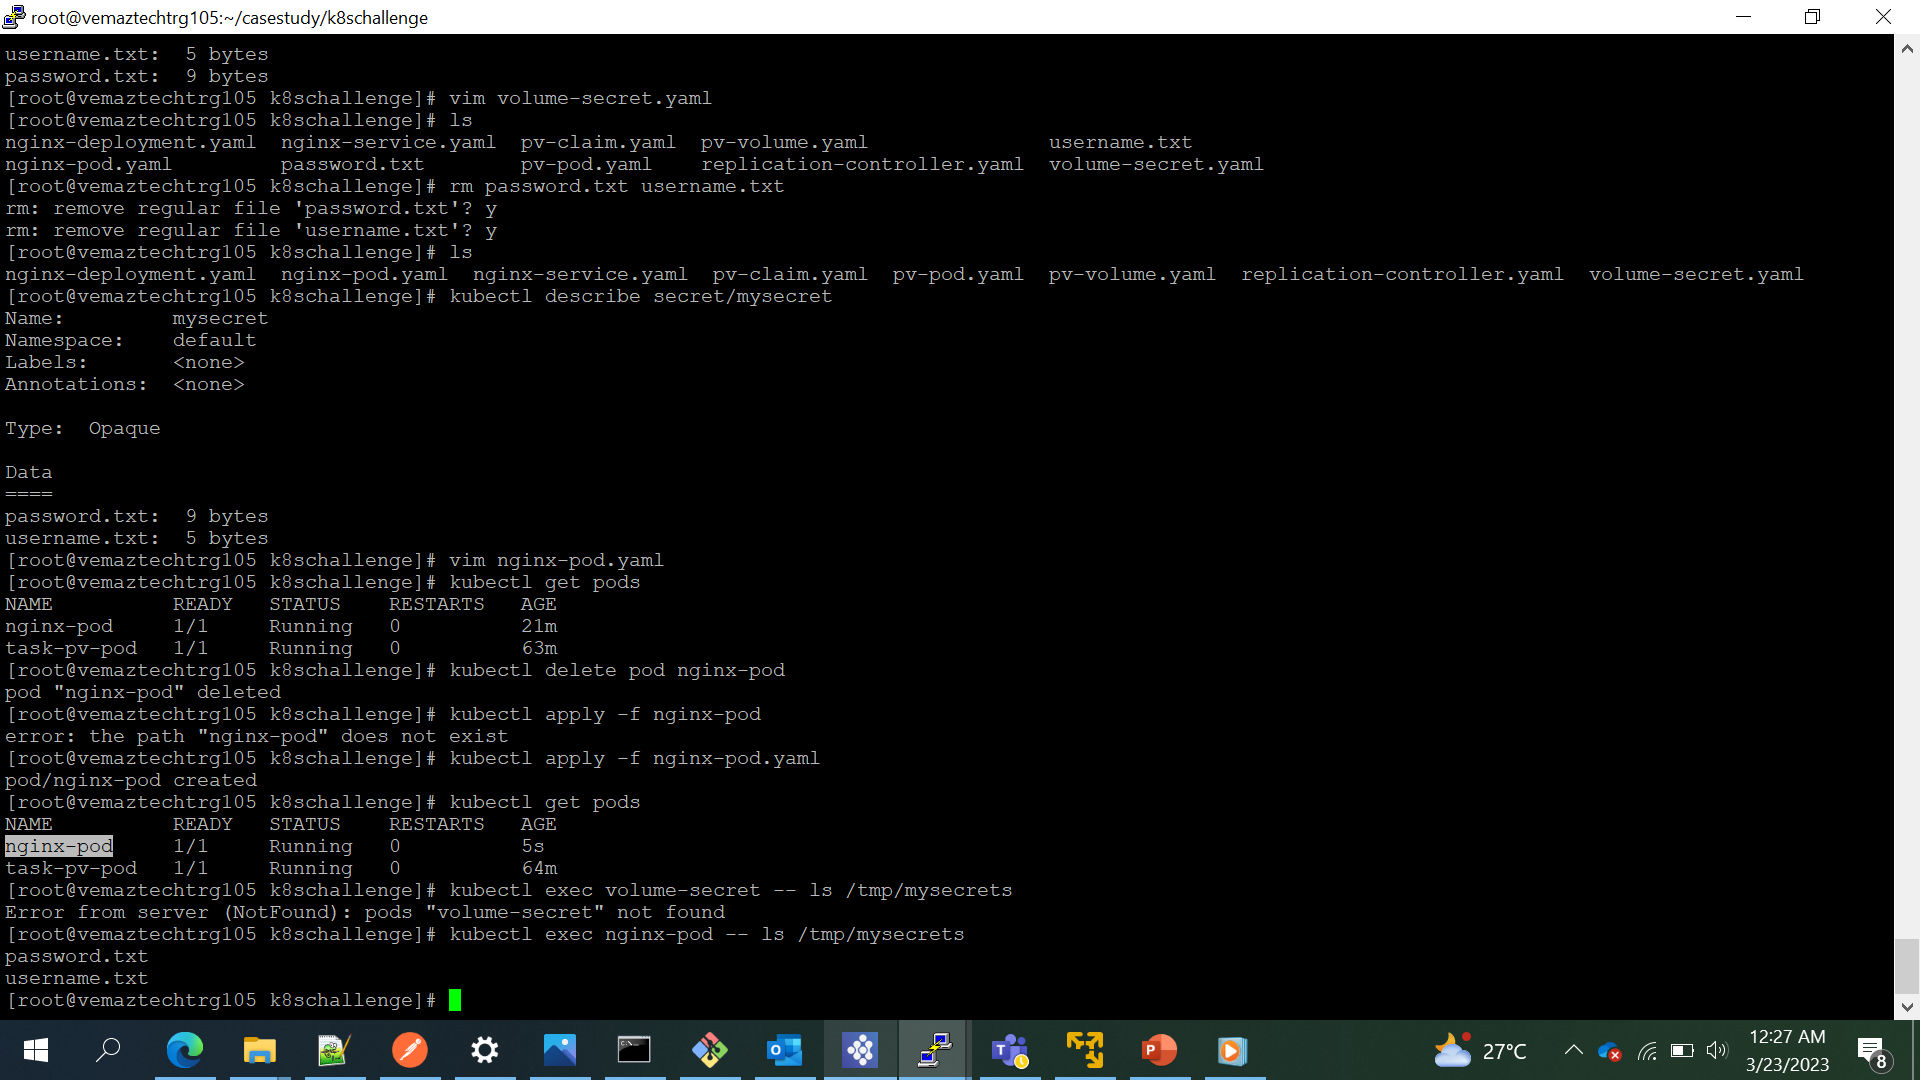 root@vemaztechtrg105:~/casestudy/k8schallenge
username.txt:  5 bytes
password.txt:  9 bytes
[root@vemaztechtrg105 k8schallenge]# vim volume-secret.yaml
[root@vemaztechtrg105 k8schallenge]# ls
nginx-deployment.yaml  nginx-service.yaml  pv-claim.yaml  pv-volume.yaml               username.txt
nginx-pod.yaml         password.txt        pv-pod.yaml    replication-controller.yaml  volume-secret.yaml
[root@vemaztechtrg105 k8schallenge]# rm password.txt username.txt
rm: remove regular file 'password.txt'? y
rm: remove regular file 'username.txt'? y
[root@vemaztechtrg105 k8schallenge]# ls
nginx-deployment.yaml  nginx-pod.yaml  nginx-service.yaml  pv-claim.yaml  pv-pod.yaml  pv-volume.yaml  replication-controller.yaml  volume-secret.yaml
[root@vemaztechtrg105 k8schallenge]# kubectl describe secret/mysecret
Name:         mysecret
Namespace:    default
Labels:       <none>
Annotations:  <none>
Type:  Opaque
Data
====
password.txt:  9 bytes
username.txt:  5 bytes
[root@vemaztechtrg105 k8schallenge]# vim nginx-pod.yaml
[root@vemaztechtrg105 k8schallenge]# kubectl get pods
NAME          READY   STATUS    RESTARTS   AGE
nginx-pod     1/1     Running   0          21m
task-pv-pod   1/1     Running   0          63m
[root@vemaztechtrg105 k8schallenge]# kubectl delete pod nginx-pod
pod "nginx-pod" deleted
[root@vemaztechtrg105 k8schallenge]# kubectl apply -f nginx-pod
error: the path "nginx-pod" does not exist
[root@vemaztechtrg105 k8schallenge]# kubectl apply -f nginx-pod.yaml
pod/nginx-pod created
[root@vemaztechtrg105 k8schallenge]# kubectl get pods
NAME          READY   STATUS    RESTARTS   AGE
nginx-pod     1/1     Running   0          5s
task-pv-pod   1/1     Running   0          64m
[root@vemaztechtrg105 k8schallenge]# kubectl exec volume-secret -- ls /tmp/mysecrets
Error from server (NotFound): pods "volume-secret" not found
[root@vemaztechtrg105 k8schallenge]# kubectl exec nginx-pod -- ls /tmp/mysecrets
password.txt
username.txt
[root@vemaztechtrg105 k8schallenge]#
27°C
12:27 AM
3/23/2023
8